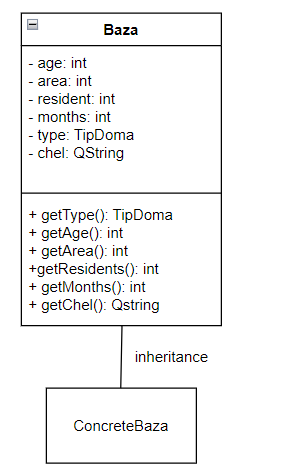 Baza
- age: int
- area: int
- resident: int
- months: int
- type: TipDoma
- chel: QString
+ getType(): TipDoma
+ getAge(): int
+ getArea(): int
+getResidents(): int
+ getMonths(): int
+ getChel(): Qstring
inheritance
ConcreteBaza